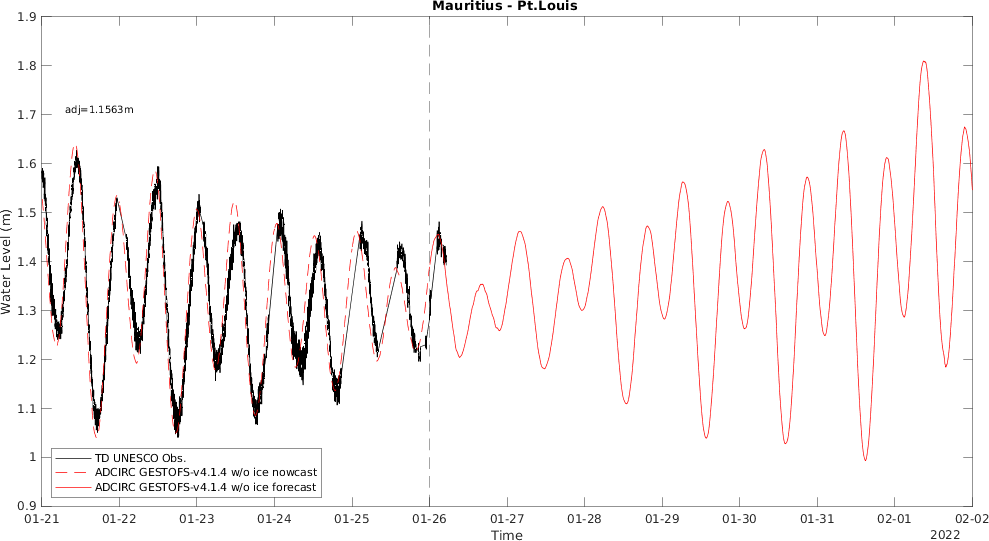 Mauritius - Pt.Louis
1.9
1.8
1.7
1.6
1.5
1.4
1.3
1.2
1.1
1
0.9
Water Level (m)
adj=1.1563m
TD UNESCO Obs.
ADCIRC GESTOFS-v4.1.4 w/o ice nowcast
ADCIRC GESTOFS-v4.1.4 w/o ice forecast
01-21 01-22 01-23 01-24 01-25 01-26 01-27 01-28 01-29 01-30 01-31 02-01 02-02
Time
2022